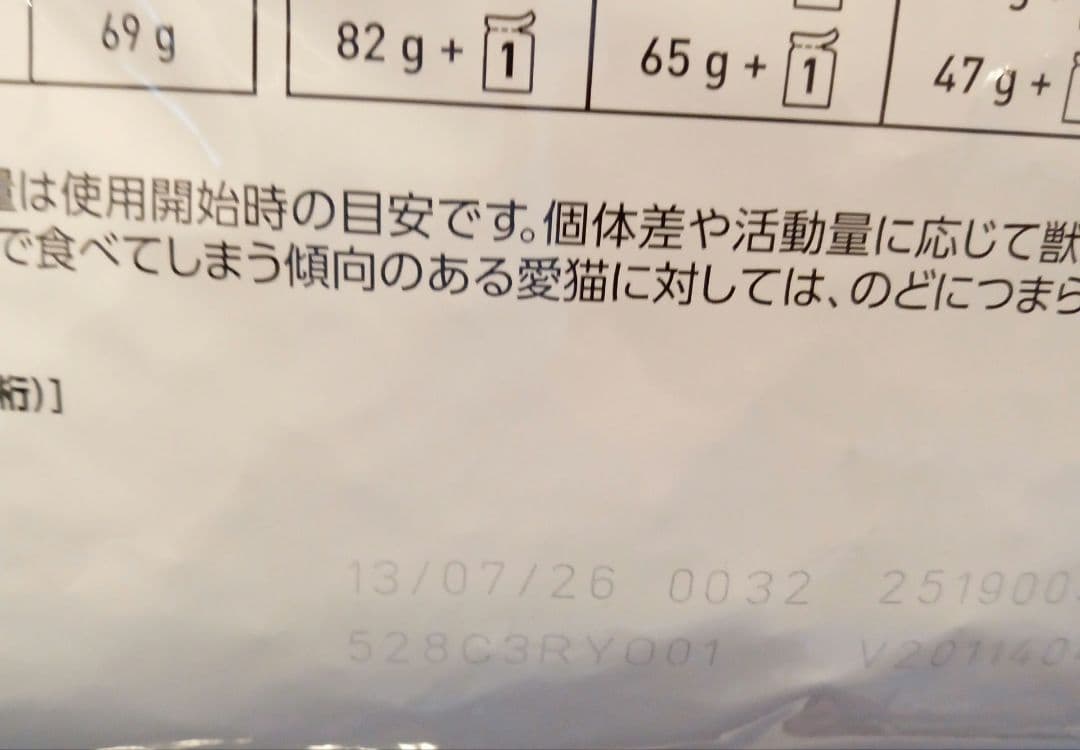 69 g 82 g + 1 65 g + 1 47 g +
量は使用開始時の目安です。個体差や活動量に応じて獣
で食べてしまう傾向のある愛猫に対しては、のどにつまら
桁)]
13/07/26 0032 251900
528C3RY001 V201140